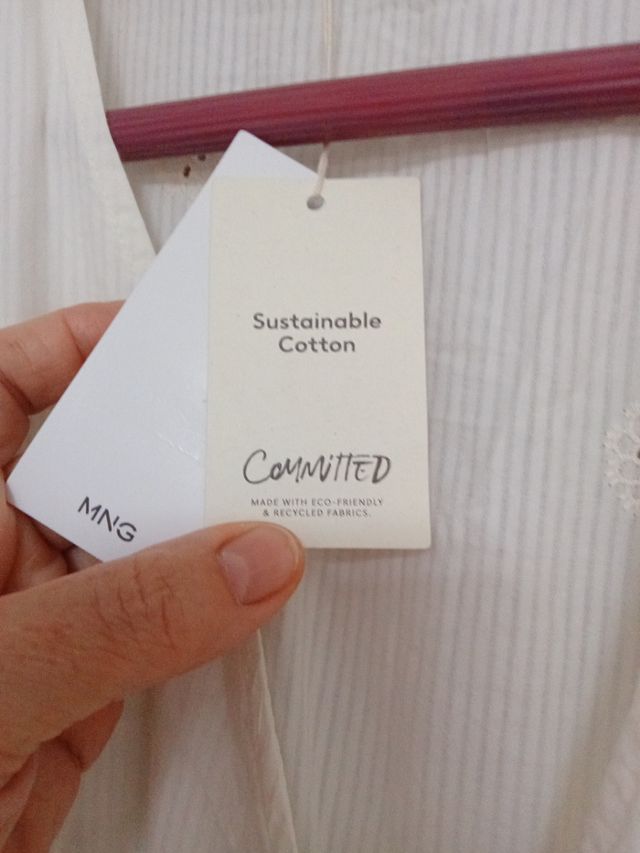 Sustainable
Cotton
COMMITTED
MADE WITH ECO-FRIENDLY
& RECYCLED FABRICS.
MNG